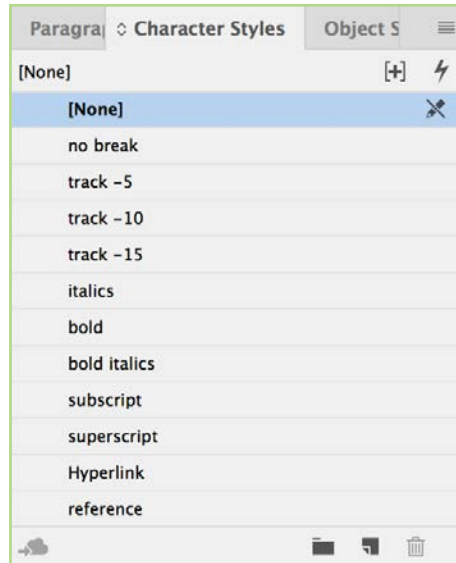 Paragra Character Styles Object S
[None]
[None]
no break
track –5
track –10
track –15
italics
bold
bold italics
subscript
superscript
Hyperlink
reference